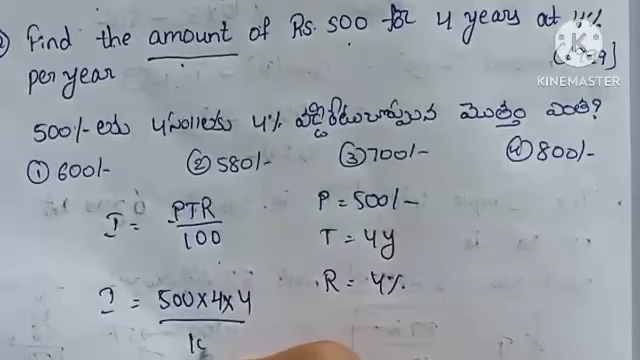 Find the amount of Rs. 500 for 4 years at 4%
per year
KINEMASTER
500/- లకు 4సంలకు 4% వడ్డీ రేటు చొప్పున మొత్తం ఎంత?
① 600/- ② 580/- ③ 700/- ④ 800/-
I = PTR/100
P = 500/-
T = 4y
R = 4%
I = 500×4×4